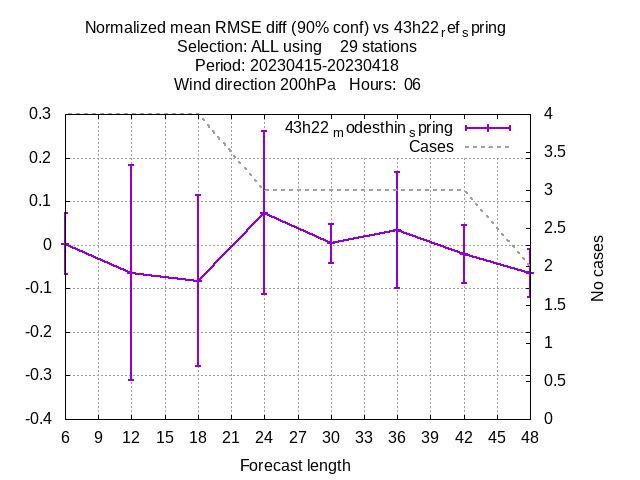 Normalized mean RMSE diff (90% conf) vs 43h22refspring
Selection: ALL using 29 stations
Period: 20230415-20230418
Wind direction 200hPa Hours: 06
43h22 modesthinspring
Cases
0.3
0.2
0.1
0
-0.1
-0.2
-0.3
-0.4
4
3.5
3
2.5
2
1.5
1
0.5
0
No cases
6 9 12 15 18 21 24 27 30 33 36 39 42 45 48
Forecast length